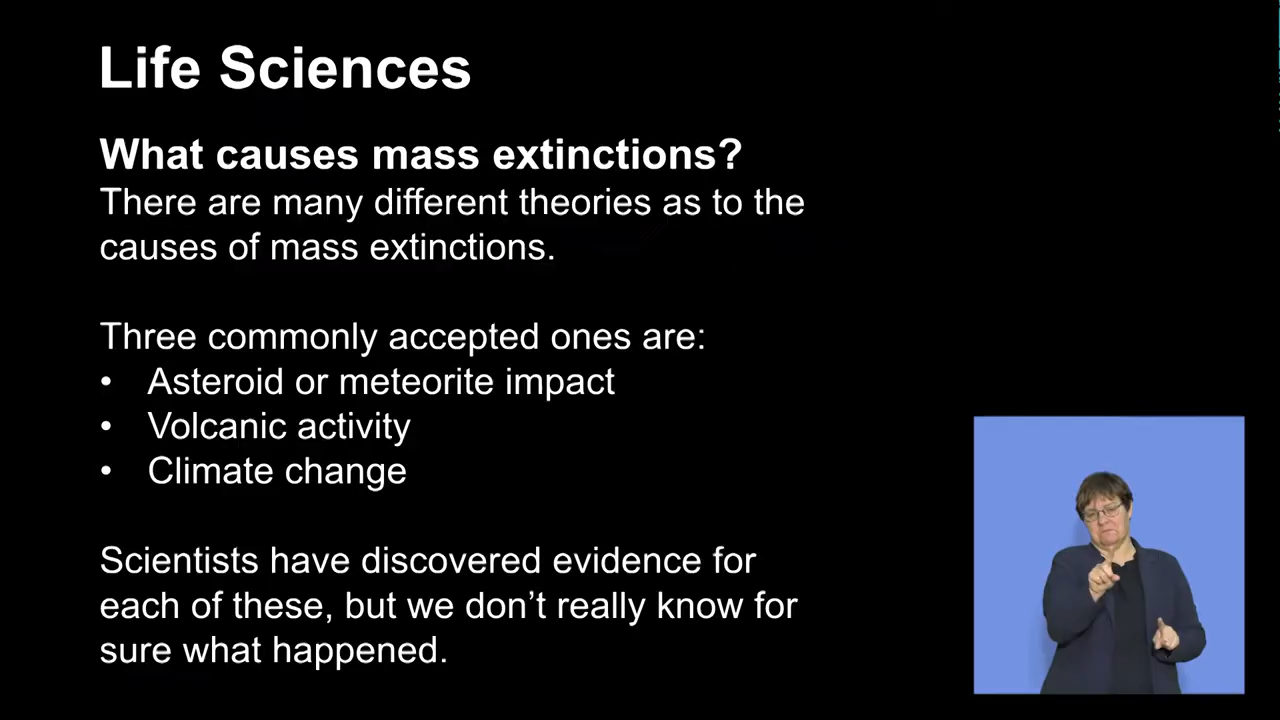 Life Sciences
What causes mass extinctions?
There are many different theories as to the
causes of mass extinctions.
Three commonly accepted ones are:
• Asteroid or meteorite impact
• Volcanic activity
• Climate change
Scientists have discovered evidence for
each of these, but we don’t really know for
sure what happened.